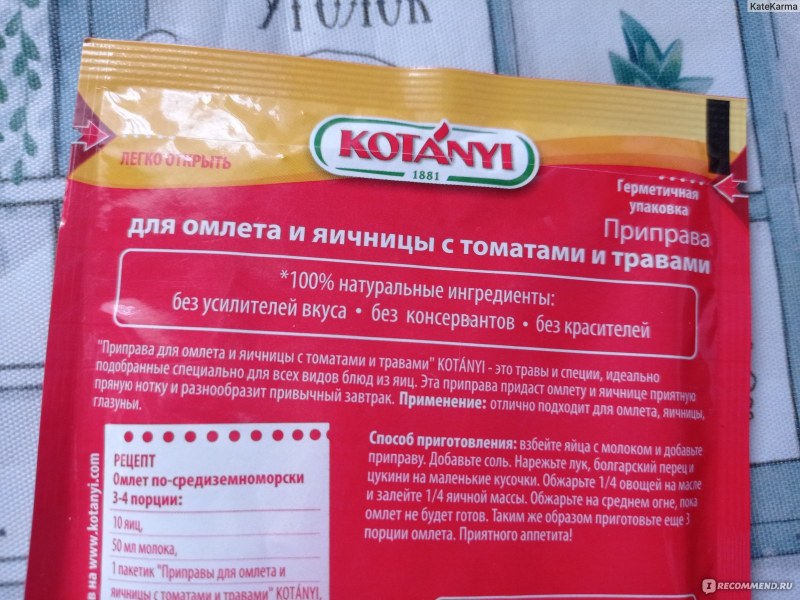 KateKarma
УГОЛОК
KOTÁNYI
1881
ЛЕГКО ОТКРЫТЬ
Герметичная
упаковка
Приправа
для омлета и яичницы с томатами и травами
*100% натуральные ингредиенты:
без усилителей вкуса • без консервантов • без красителей
"Приправа для омлета и яичницы с томатами и травами" KOTÁNYI - это травы и специи, идеально
подобранные специально для всех видов блюд из яиц. Эта приправа придаст омлету и яичнице приятную
пряную нотку и разнообразит привычный завтрак. Применение: отлично подходит для омлета, яичницы,
глазуньи.
РЕЦЕПТ
Омлет по-средиземноморски
3-4 порции:
10 яиц,
50 мл молока,
1 пакетик "Приправы для омлета и
яичницы с томатами и травами" KOTÁNYI,
Способ приготовления: взбейте яйца с молоком и добавьте
приправу. Добавьте соль. Нарежьте лук, болгарский перец и
цукини на маленькие кусочки. Обжарьте 1/4 овощей на масле
и залейте 1/4 яичной массы. Обжарьте на среднем огне, пока
омлет не будет готов. Таким же образом приготовьте еще 3
порции омлета. Приятного аппетита!
в на www.kotanyi.com
IRECOMMEND.RU